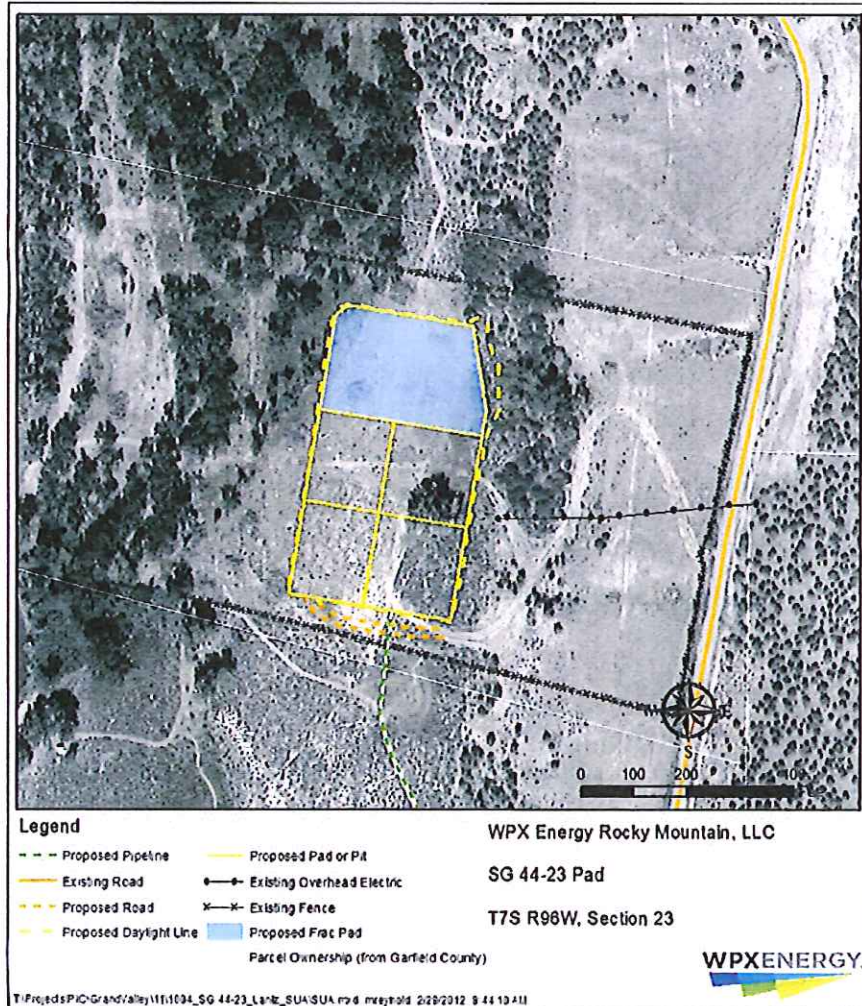 S
0 100 200 400
Legend
Proposed Pipeline
Existing Road
Proposed Road
Proposed Daylight Line
Proposed Pad or Pit
Existing Overhead Electric
Existing Fence
Proposed Frac Pad
Parcel Ownership (from Garfield County)
WPX Energy Rocky Mountain, LLC
SG 44-23 Pad
T7S R96W, Section 23
WPXENERGY